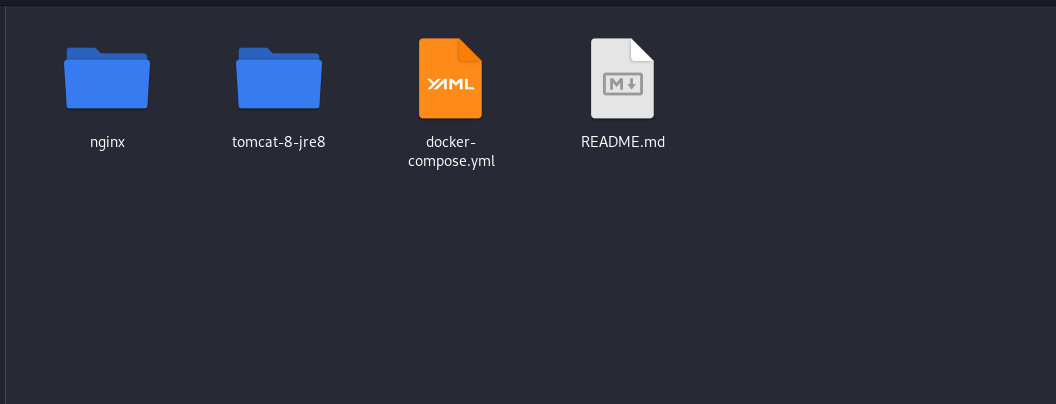 YAML
M
nginx
tomcat-8-jre8
docker-
compose.yml
README.md